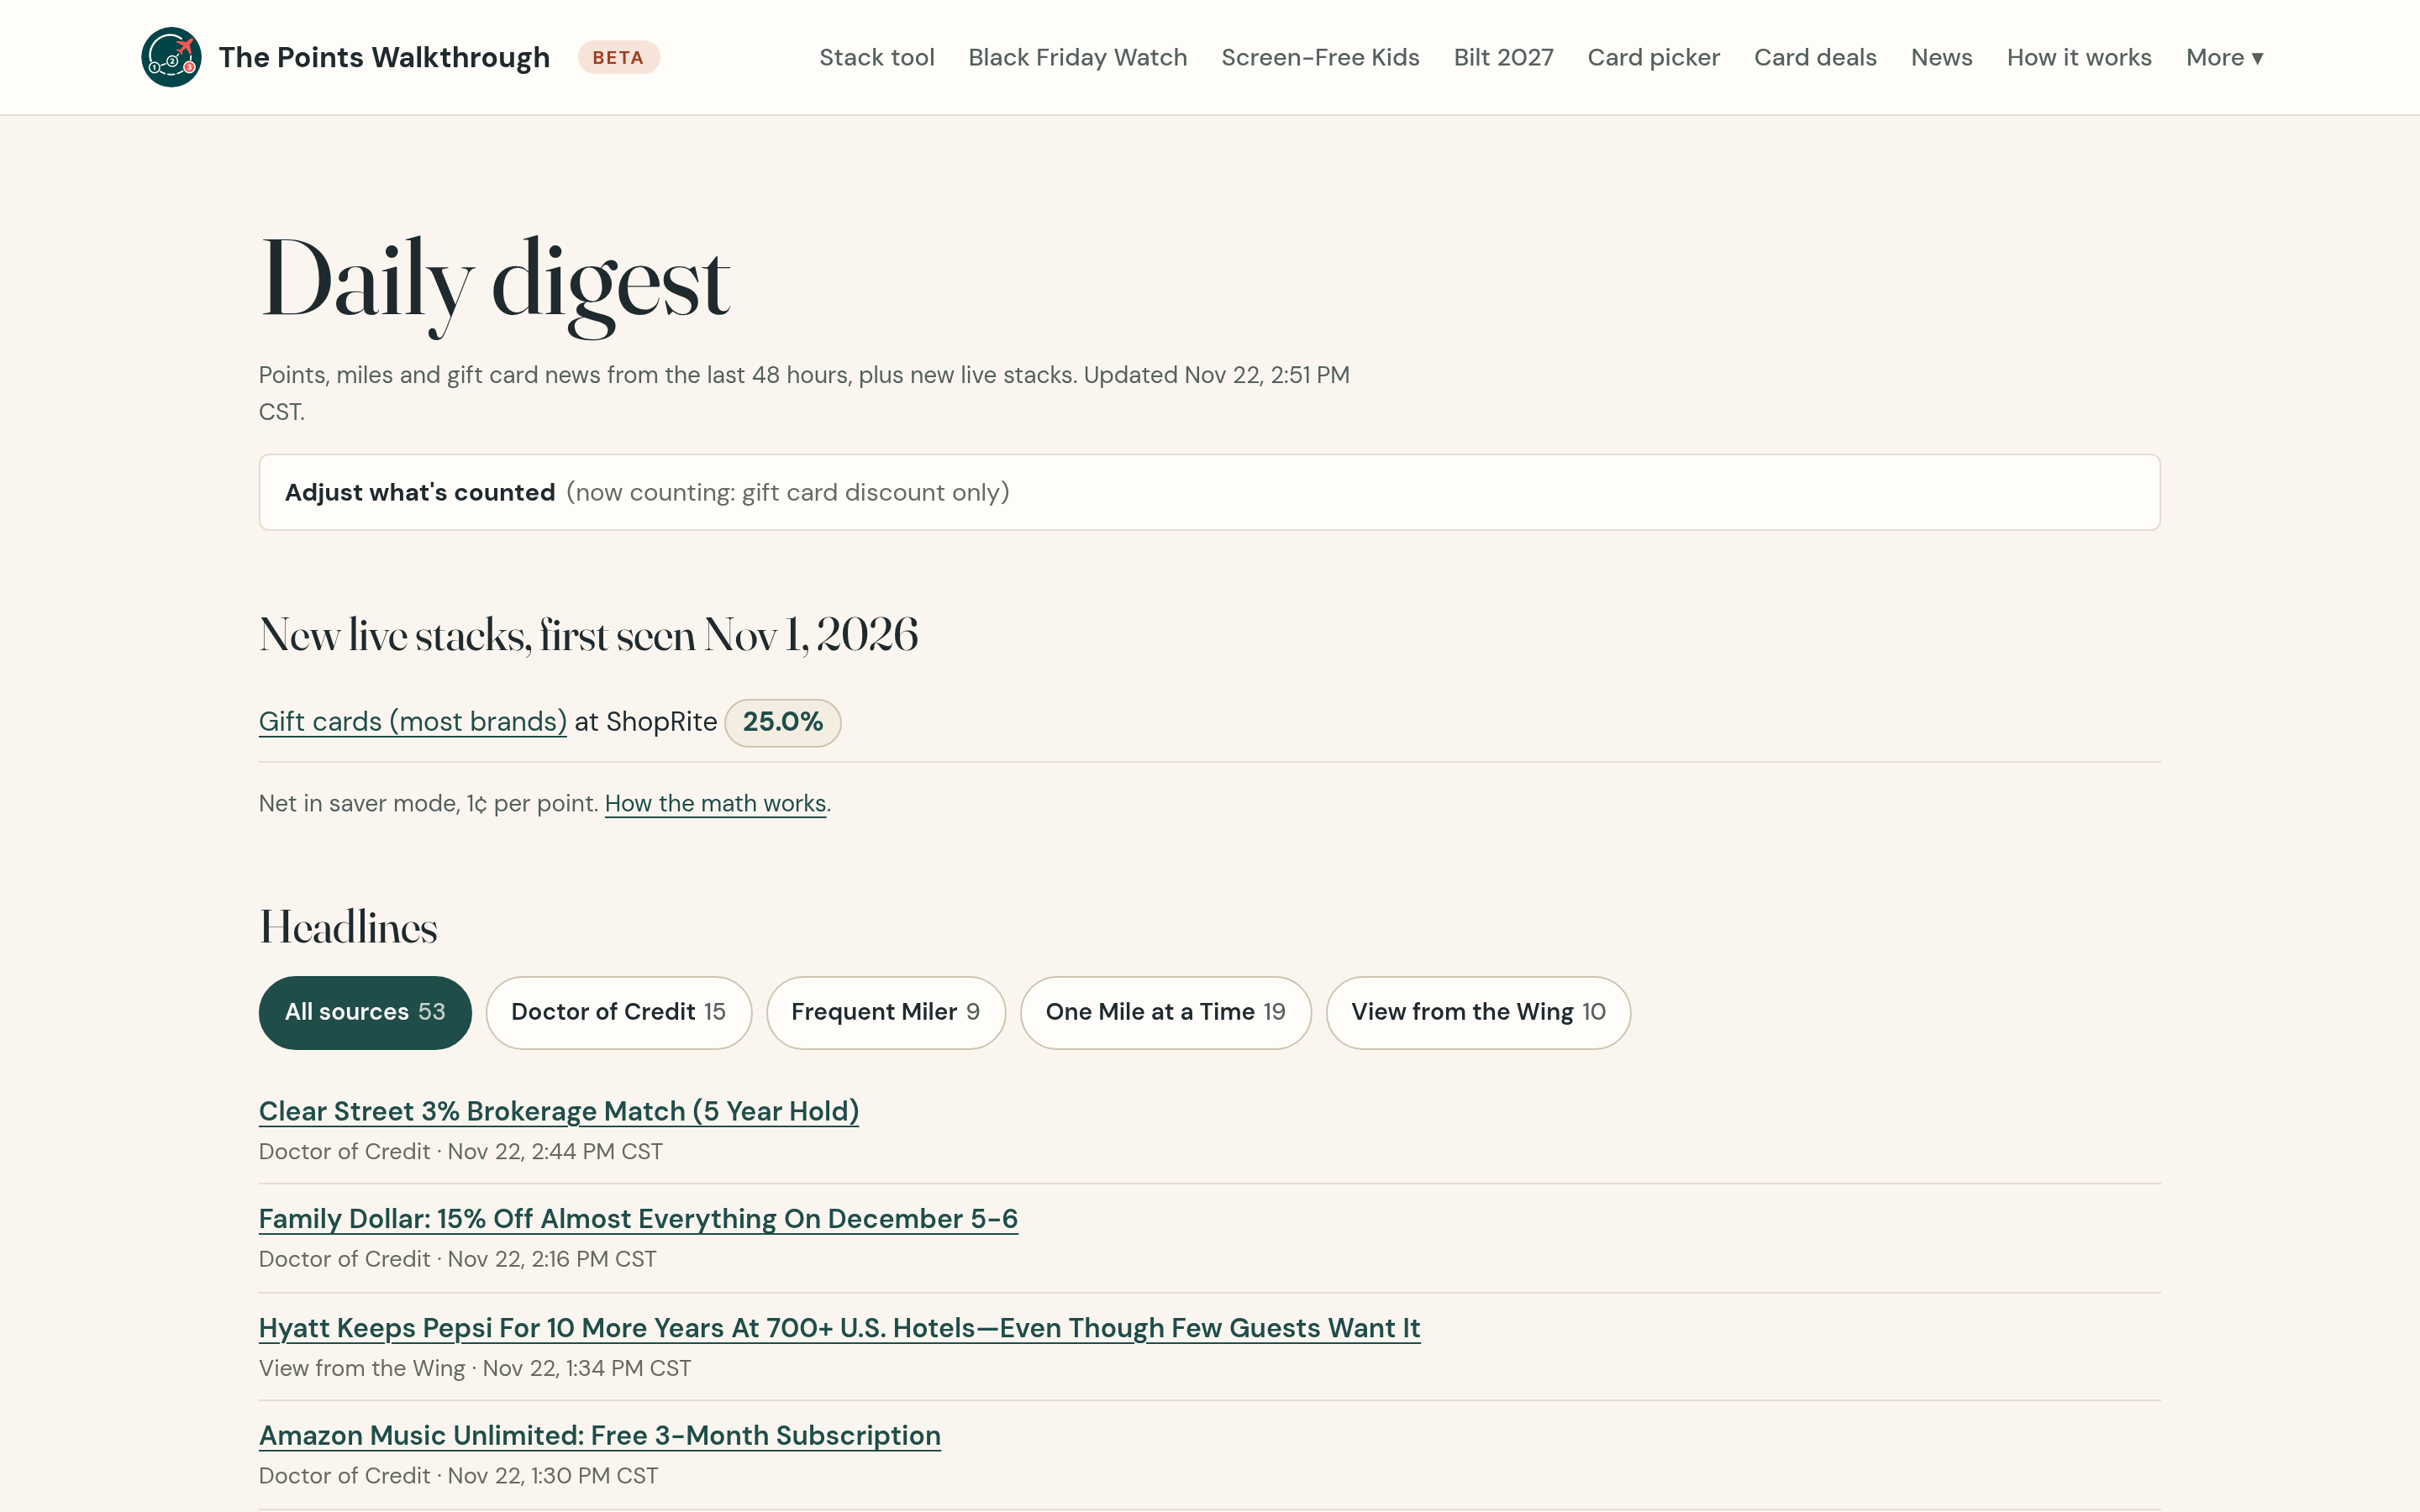 The Points Walkthrough BETA Stack tool Black Friday Watch Screen-Free Kids Bilt 2027 Card picker Card deals News How it works More ▾
Daily digest
Points, miles and gift card news from the last 48 hours, plus new live stacks. Updated Nov 22, 2:51 PM
CST.
Adjust what's counted (now counting: gift card discount only)
New live stacks, first seen Nov 1, 2026
Gift cards (most brands) at ShopRite 25.0%
Net in saver mode, 1¢ per point. How the math works.
Headlines
All sources 53 Doctor of Credit 15 Frequent Miler 9 One Mile at a Time 19 View from the Wing 10
Clear Street 3% Brokerage Match (5 Year Hold)
Doctor of Credit · Nov 22, 2:44 PM CST
Family Dollar: 15% Off Almost Everything On December 5-6
Doctor of Credit · Nov 22, 2:16 PM CST
Hyatt Keeps Pepsi For 10 More Years At 700+ U.S. Hotels—Even Though Few Guests Want It
View from the Wing · Nov 22, 1:34 PM CST
Amazon Music Unlimited: Free 3-Month Subscription
Doctor of Credit · Nov 22, 1:30 PM CST